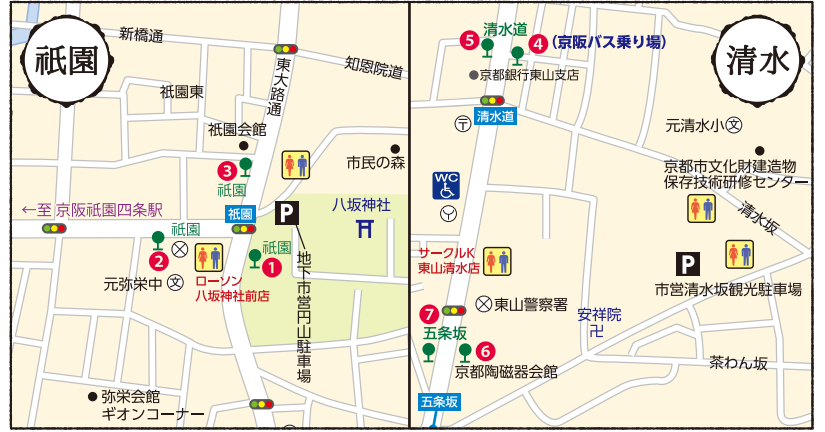 祇園
新橋通
知恩院道
東大路通
祇園東
祇園会館
3
祇園
市民の森
←至 京阪祇園四条駅
祇園
P
八坂神社
祇園
2
文
元弥栄中
ローソン
八坂神社前店
祇園
1
地下市営円山駐車場
弥栄会館
ギオンコーナー
清水
5
清水道
4
(京阪バス乗り場)
京都銀行東山支店
清水道
〒
元清水小
文
京都市文化財建造物
保存技術研修センター
WC
清水坂
サークルK
東山清水店
P
市営清水坂観光駐車場
東山警察署
安祥院
卍
7
五条坂
6
京都陶磁器会館
茶わん坂
五条坂